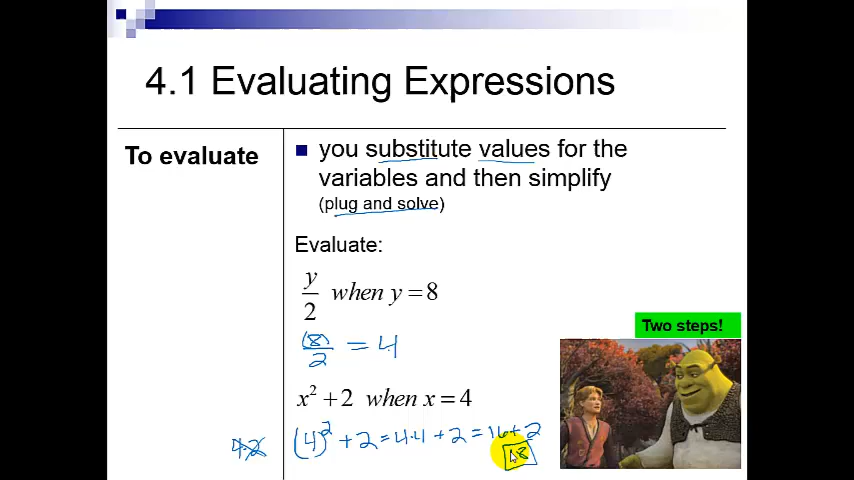 4.1 Evaluating Expressions
To evaluate
you substitute values for the
variables and then simplify
(plug and solve)
Evaluate:
y/2 when y = 8
(8)/2 = 4
Two steps!
x² + 2 when x = 4
4·2
(4)² + 2 = 4·4 + 2 = 16 + 2
18